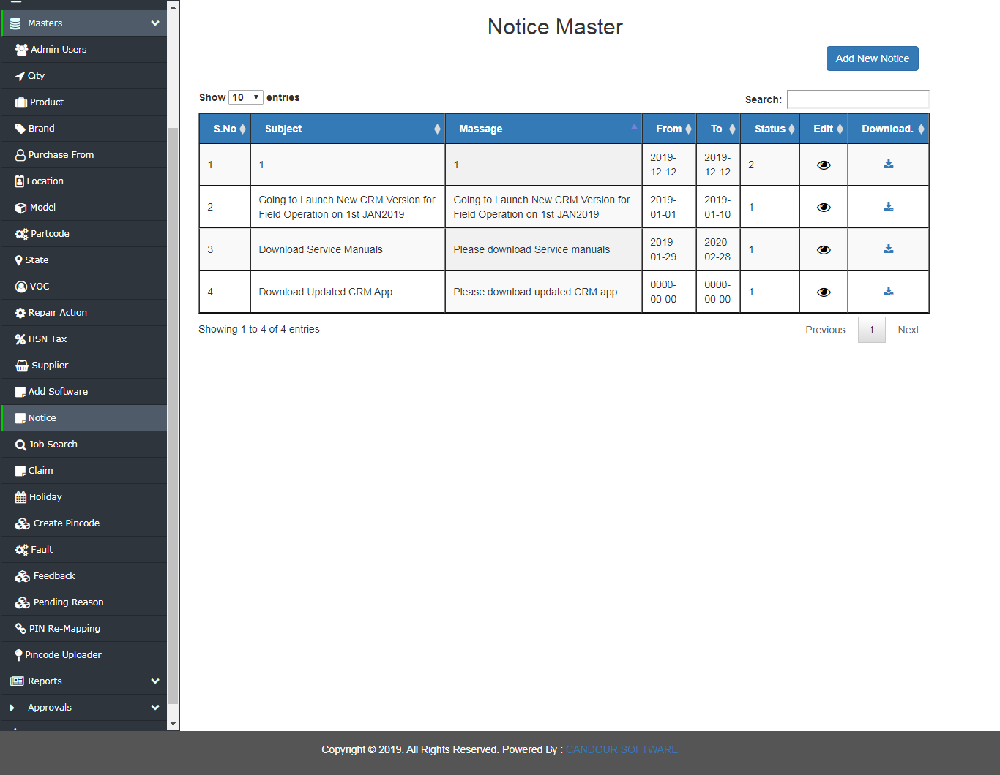 Masters
Admin Users
City
Product
Brand
Purchase From
Location
Model
Partcode
State
VOC
Repair Action
HSN Tax
Supplier
Add Software
Notice
Job Search
Claim
Holiday
Create Pincode
Fault
Feedback
Pending Reason
PIN Re-Mapping
Pincode Uploader
Reports
Approvals
Notice Master
Add New Notice
Show 10 entries
Search:
S.No Subject Massage From To Status Edit Download.
1 1 1 2019-12-12 2019-12-12 2
2 Going to Launch New CRM Version for Field Operation on 1st JAN2019 Going to Launch New CRM Version for Field Operation on 1st JAN2019 2019-01-01 2019-01-10 1
3 Download Service Manuals Please download Service manuals 2019-01-29 2020-02-28 1
4 Download Updated CRM App Please download updated CRM app. 0000-00-00 0000-00-00 1
Showing 1 to 4 of 4 entries
Previous 1 Next
Copyright © 2019. All Rights Reserved. Powered By : CANDOUR SOFTWARE